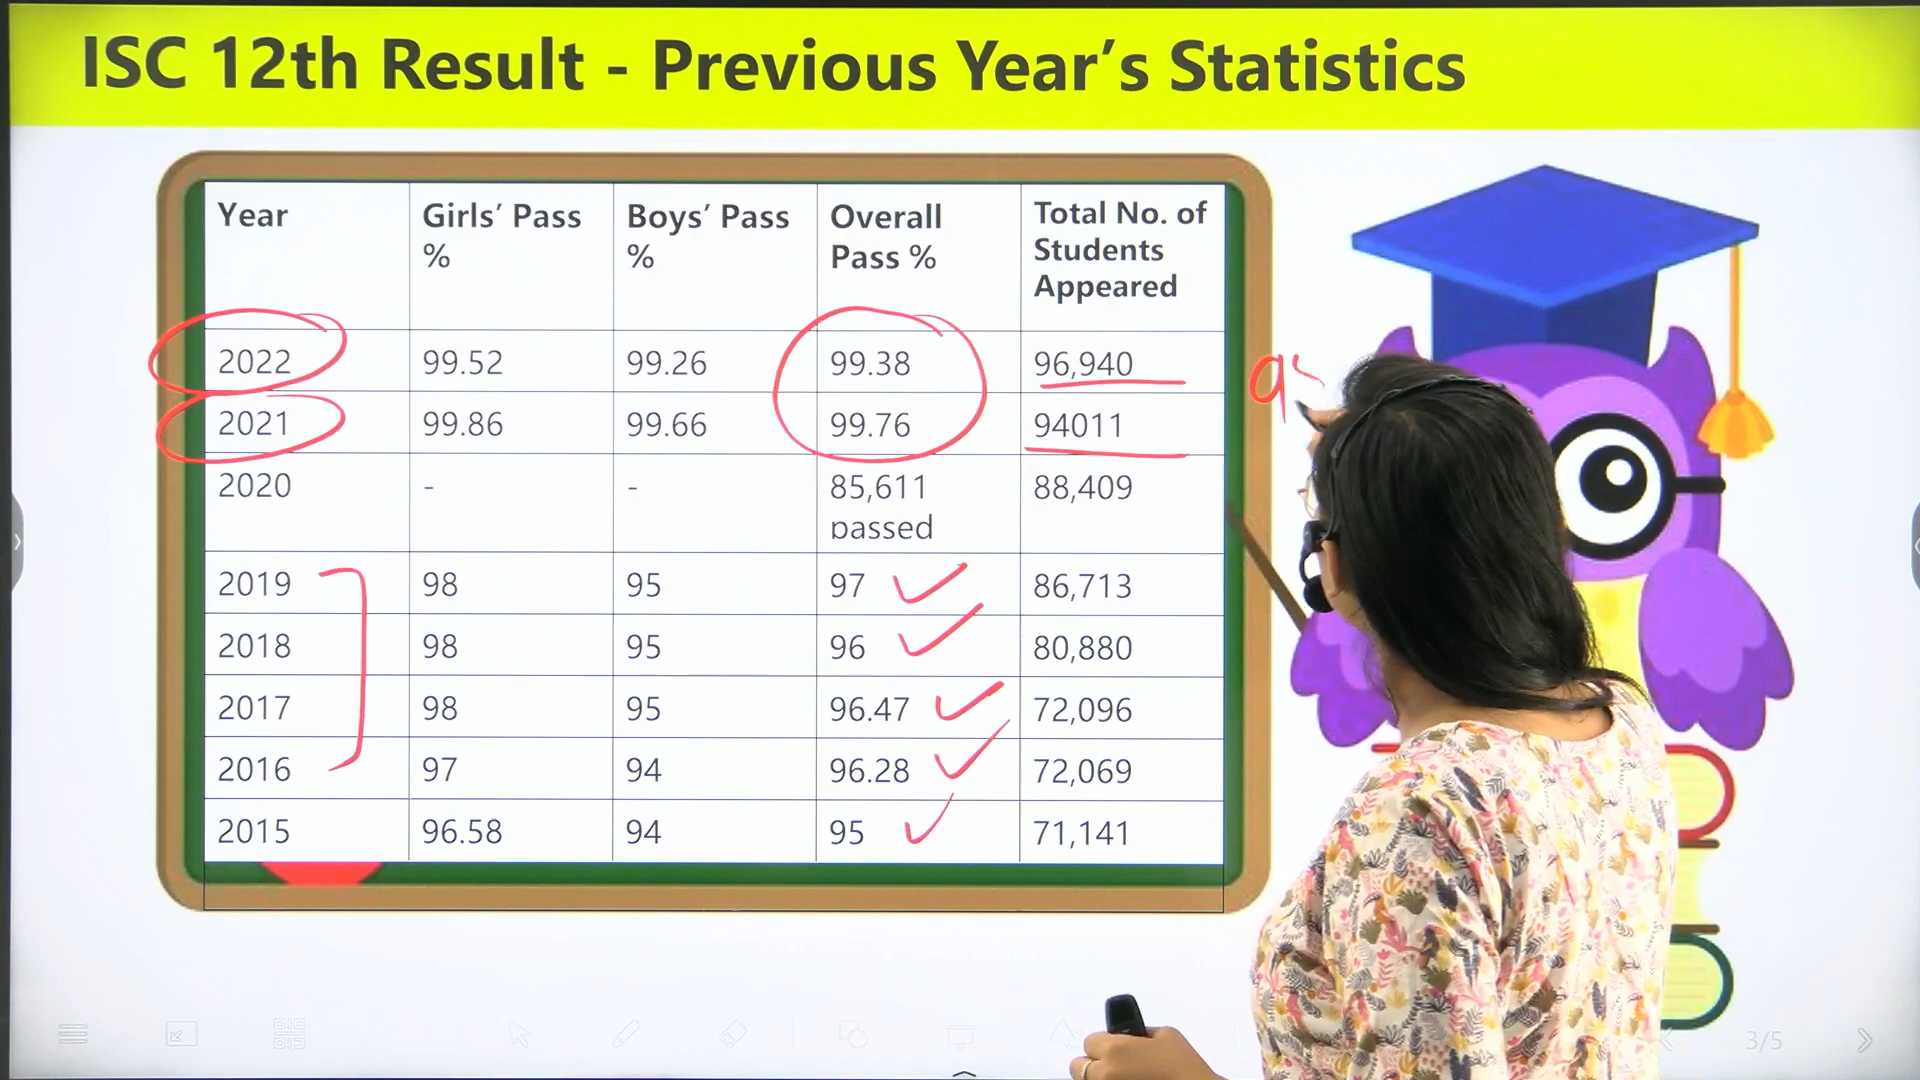 ISC 12th Result - Previous Year's Statistics
Year Girls' Pass % Boys' Pass % Overall Pass % Total No. of Students Appeared
2022 99.52 99.26 99.38 96,940
2021 99.86 99.66 99.76 94011
2020 - - 85,611 passed 88,409
2019 98 95 97 86,713
2018 98 95 96 80,880
2017 98 95 96.47 72,096
2016 97 94 96.28 72,069
2015 96.58 94 95 71,141
3/5